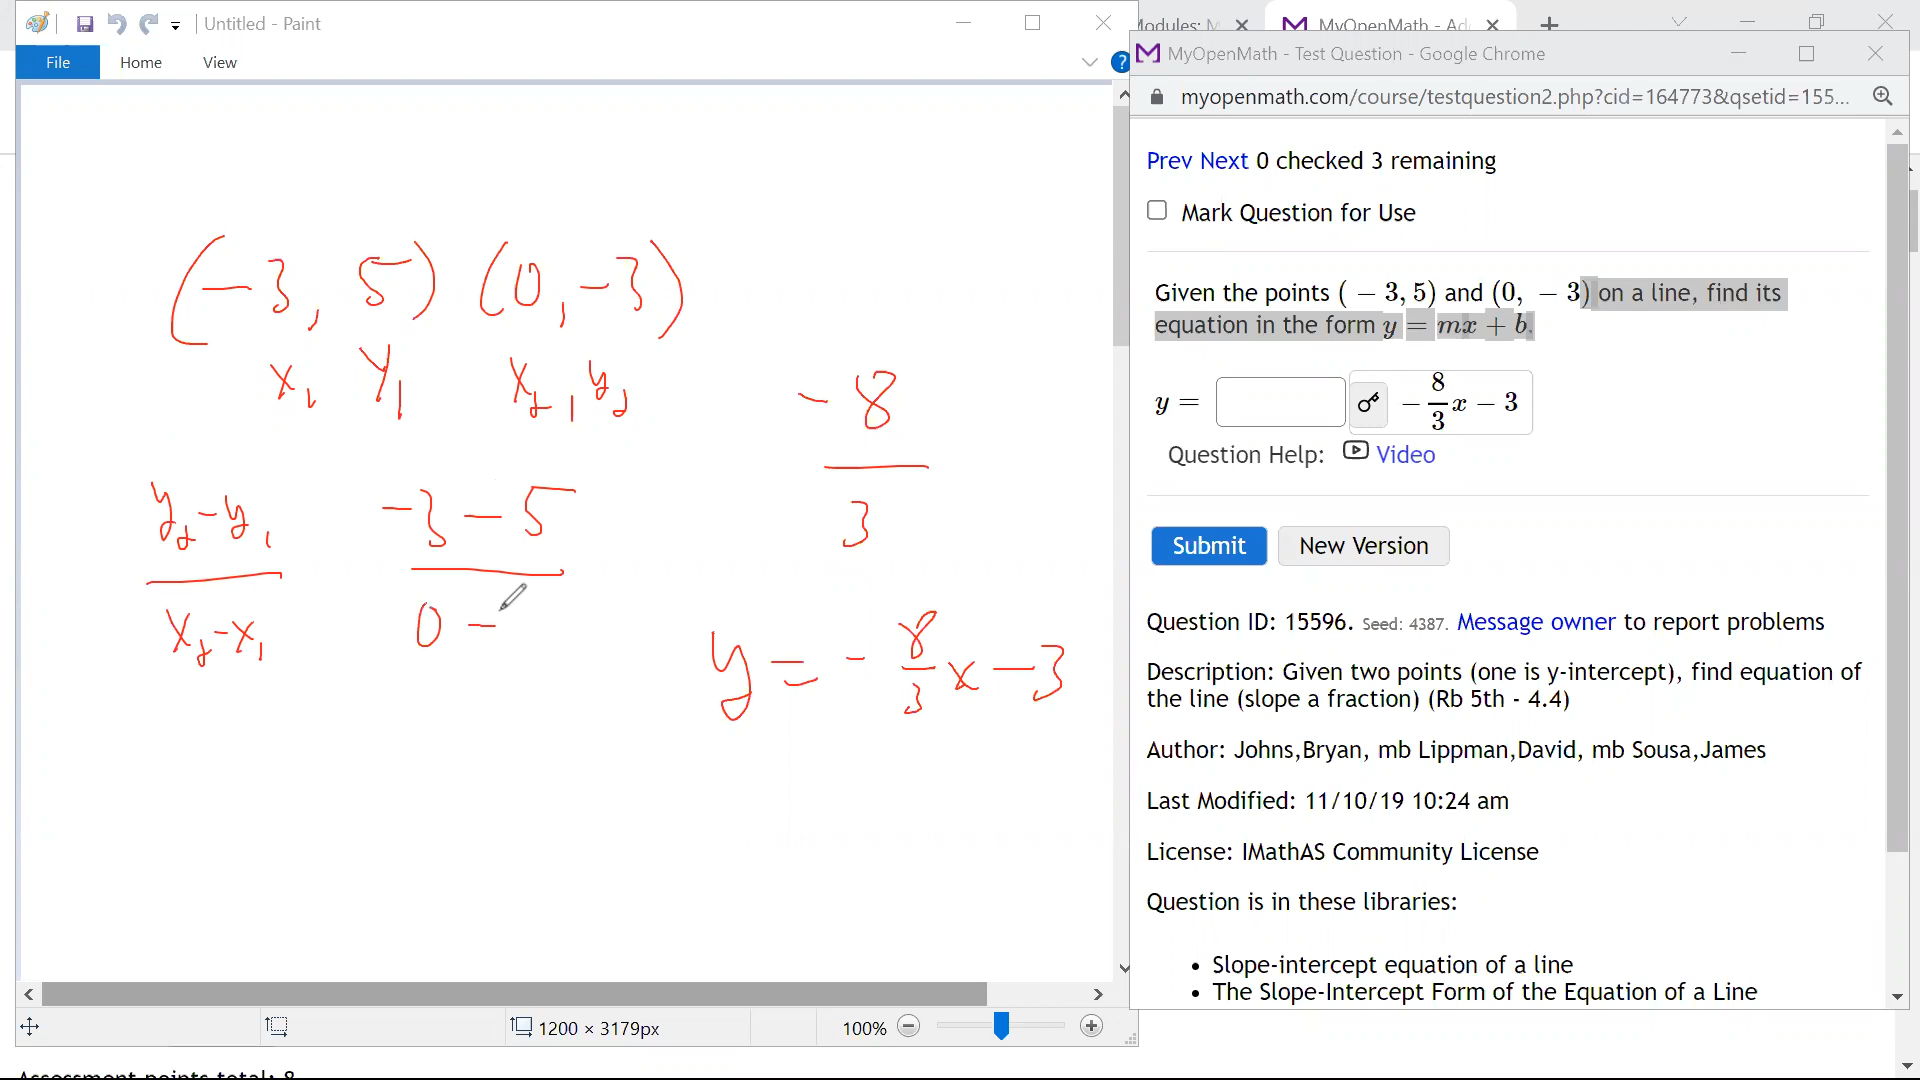 Untitled - Paint
File Home View
(-3, 5) (0, -3)
x₁ y₁ x₂, y₂
y₂-y₁
x₂-x₁
-3-5
0-
-8
3
y = -8/3 x -3
100%
1200 × 3179px
Assessment points total: 8
Modules: M
MyOpenMath - Ad
MyOpenMath - Test Question - Google Chrome
myopenmath.com/course/testquestion2.php?cid=164773&qsetid=155...
Prev Next 0 checked 3 remaining
Mark Question for Use
Given the points (-3, 5) and (0, -3) on a line, find its
equation in the form y = mx + b.
y = -8/3 x - 3
Question Help: Video
Submit New Version
Question ID: 15596. Seed: 4387. Message owner to report problems
Description: Given two points (one is y-intercept), find equation of
the line (slope a fraction) (Rb 5th - 4.4)
Author: Johns,Bryan, mb Lippman,David, mb Sousa,James
Last Modified: 11/10/19 10:24 am
License: IMathAS Community License
Question is in these libraries:
• Slope-intercept equation of a line
• The Slope-Intercept Form of the Equation of a Line